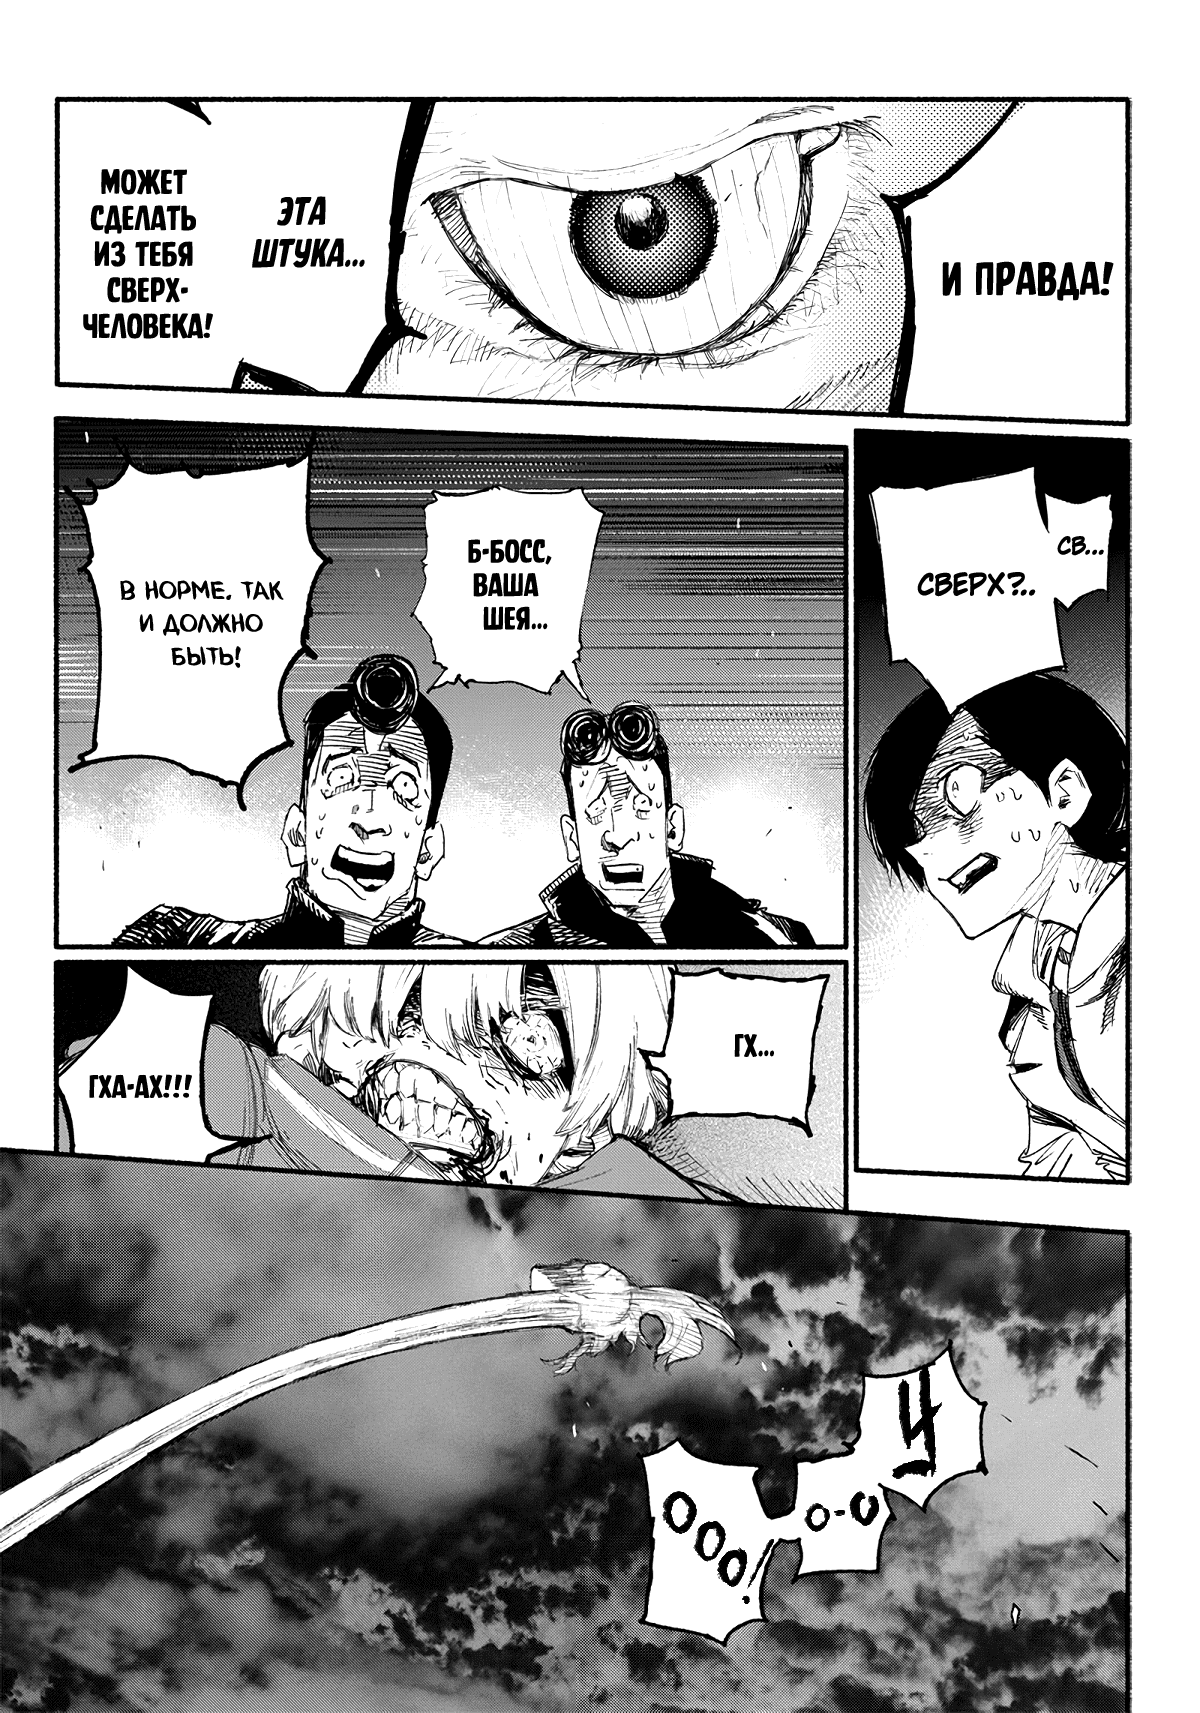 И ПРАВДА!
ЭТА
ШТУКА...
МОЖЕТ
СДЕЛАТЬ
ИЗ ТЕБЯ
СВЕРХ-
ЧЕЛОВЕКА!
СВ...
СВЕРХ?..
Б-БОСС,
ВАША
ШЕЯ...
В НОРМЕ, ТАК
И ДОЛЖНО
БЫТЬ!
ГХ...
ГХА-АХ!!!
Ч
О-О
ООО!